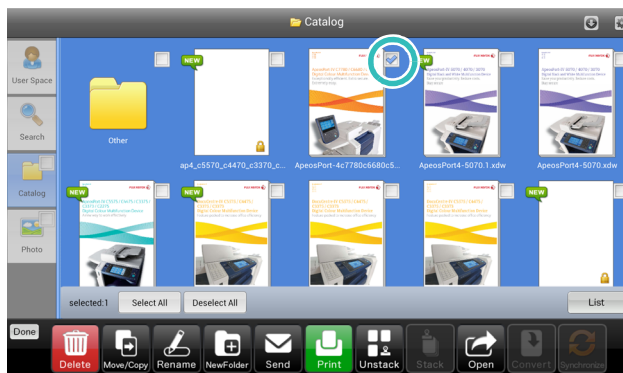 Catalog
User Space
Search
Catalog
Photo
Other
NEW
ap4_c5570_c4470_c3370_c...
ApeosPort-4c7780c6680c5...
ApeosPort4-5070.1.xdw
ApeosPort4-5070.xdw
NEW
NEW
NEW
selected:1
Select All
Deselect All
List
Done
Delete
Move/Copy
Rename
NewFolder
Send
Print
Unstack
Stack
Open
Convert
Synchronize